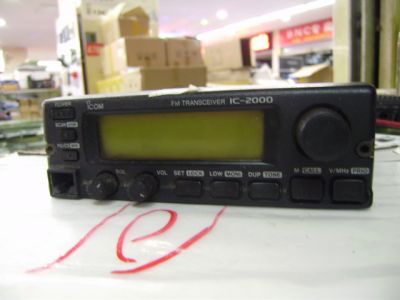 POWER
ICOM
FM TRANSCEIVER IC-2000
SCAN
SQL
VOL
SET LOCK
LOW MONI
DUP TONE
M CALL
V/MHz PRIO